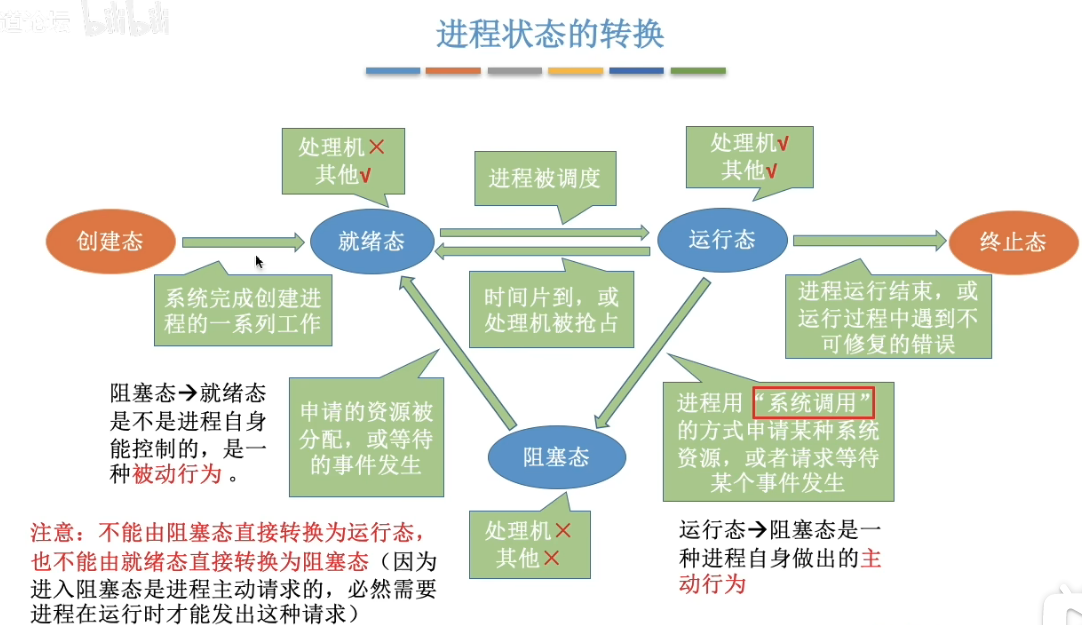 道论坛 bilibili
进程状态的转换
处理机×
其他√
进程被调度
处理机√
其他√
创建态
就绪态
运行态
终止态
系统完成创建进
程的一系列工作
时间片到，或
处理机被抢占
进程运行结束，或
运行过程中遇到不
可修复的错误
阻塞态→就绪态
是不是进程自身
能控制的，是一
种被动行为 。
申请的资源被
分配，或等待
的事件发生
进程用“系统调用”
的方式申请某种系统
资源，或者请求等待
某个事件发生
阻塞态
处理机×
其他×
运行态→阻塞态是一
种进程自身做出的主
动行为
注意：不能由阻塞态直接转换为运行态，
也不能由就绪态直接转换为阻塞态（因为
进入阻塞态是进程主动请求的，必然需要
进程在运行时才能发出这种请求）